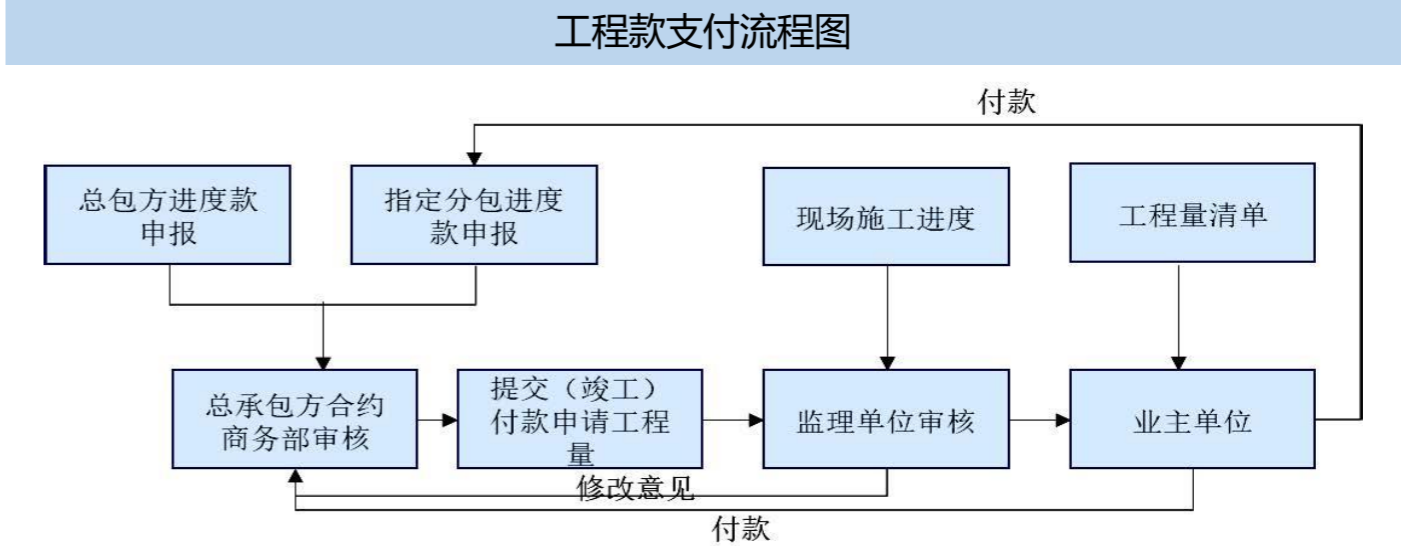 工程款支付流程图
付款
总包方进度款
申报
指定分包进度
款申报
现场施工进度
工程量清单
总承包方合约
商务部审核
提交（竣工）
付款申请工程
量
监理单位审核
业主单位
修改意见
付款